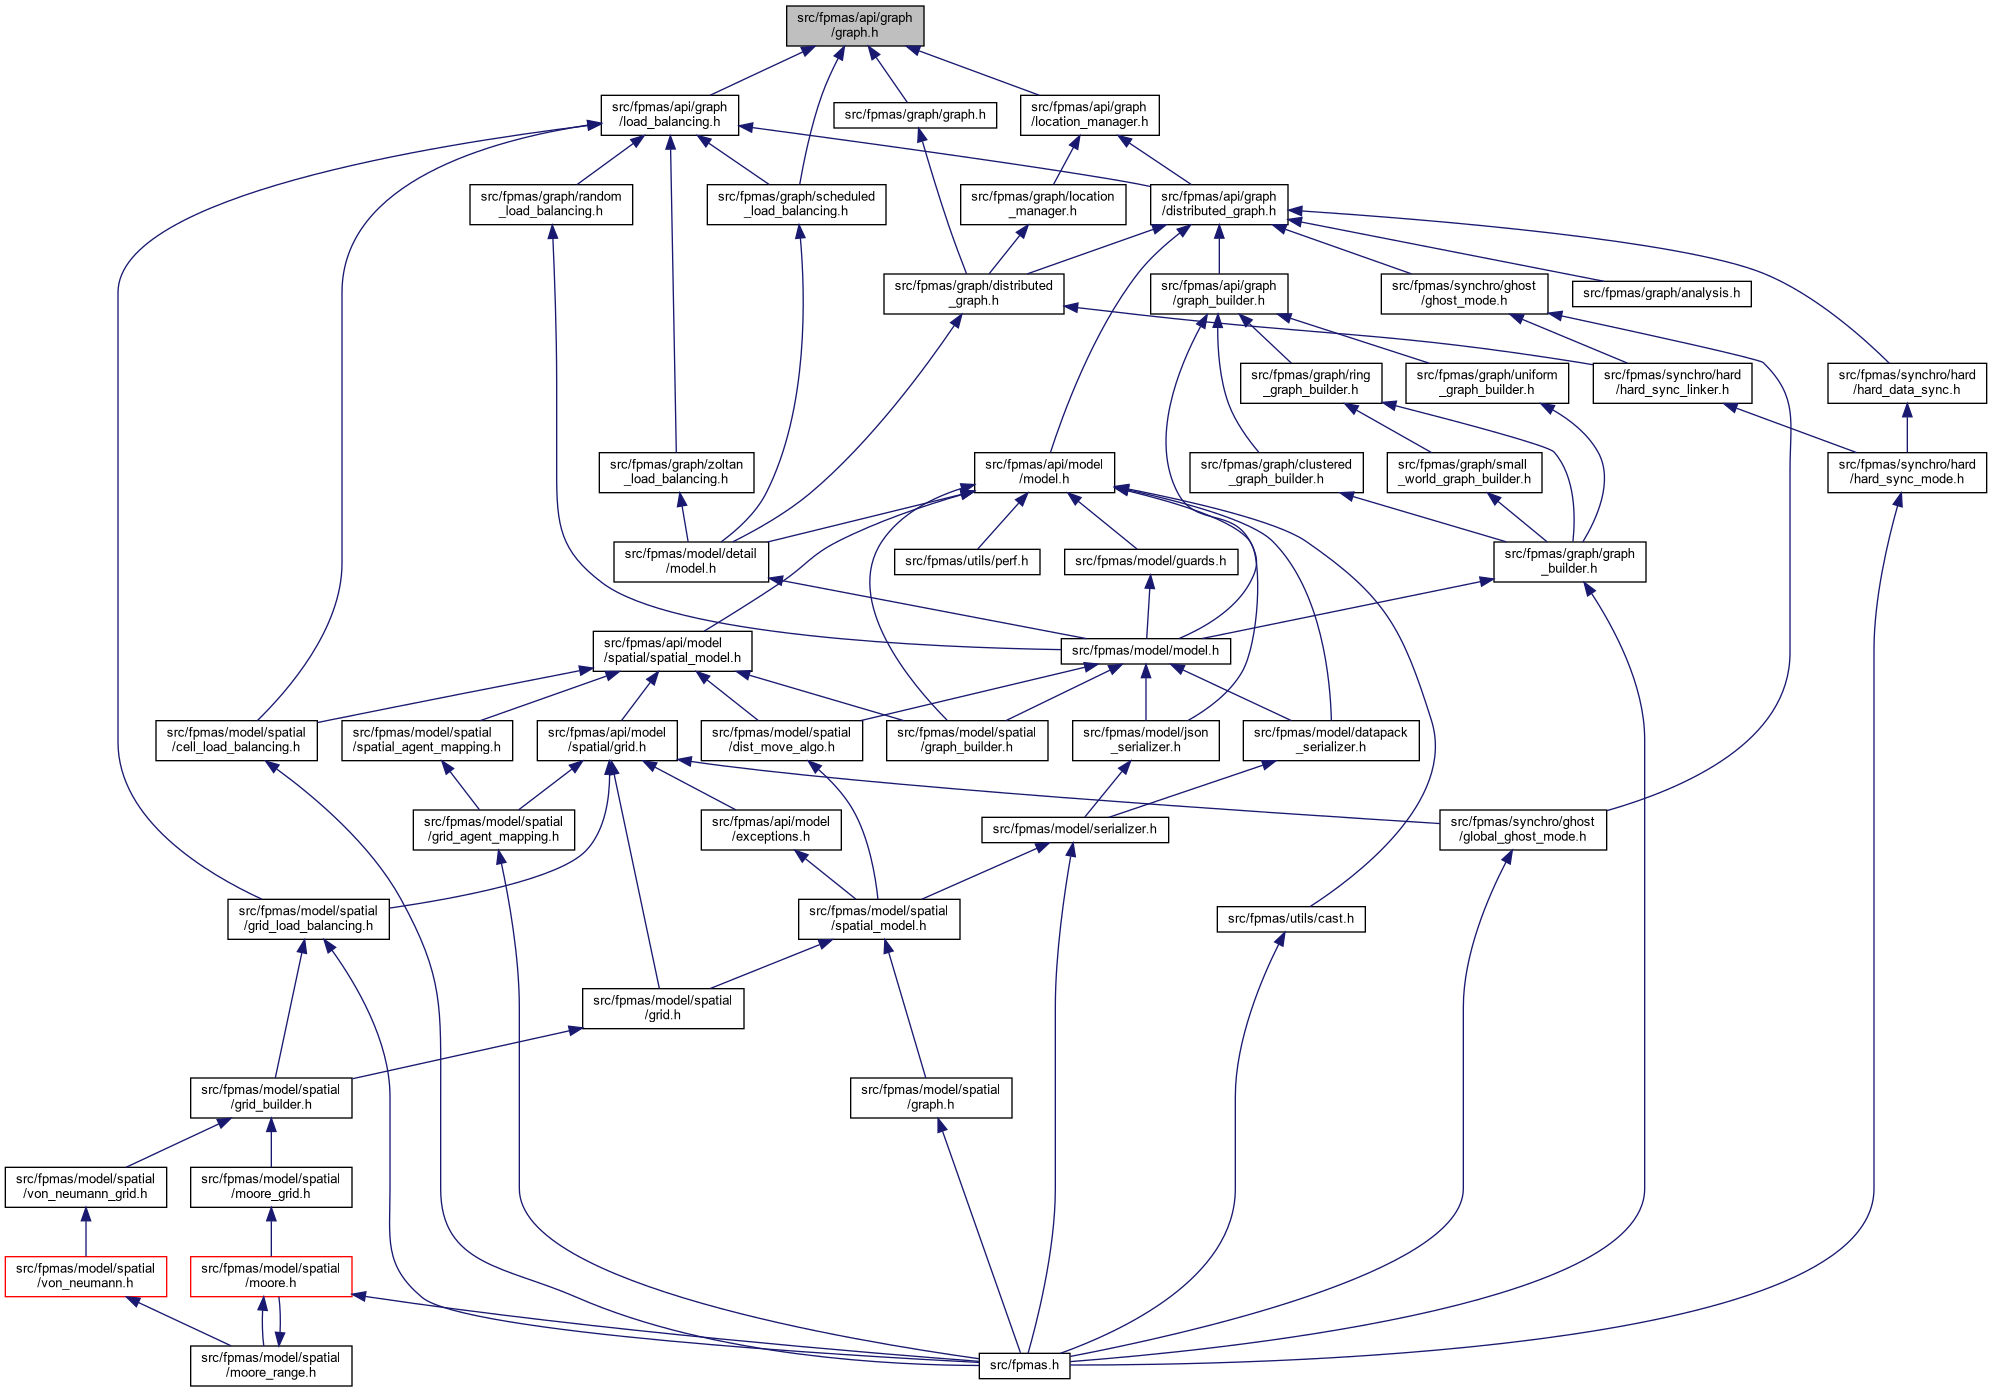 src/fpmas/api/graph
/graph.h
src/fpmas/api/graph
/load_balancing.h
src/fpmas/graph/graph.h
src/fpmas/api/graph
/location_manager.h
src/fpmas/graph/random
_load_balancing.h
src/fpmas/graph/scheduled
_load_balancing.h
src/fpmas/graph/location
_manager.h
src/fpmas/api/graph
/distributed_graph.h
src/fpmas/graph/distributed
_graph.h
src/fpmas/api/graph
/graph_builder.h
src/fpmas/synchro/ghost
/ghost_mode.h
src/fpmas/graph/analysis.h
src/fpmas/graph/ring
_graph_builder.h
src/fpmas/graph/uniform
_graph_builder.h
src/fpmas/synchro/hard
/hard_sync_linker.h
src/fpmas/synchro/hard
/hard_data_sync.h
src/fpmas/graph/zoltan
_load_balancing.h
src/fpmas/api/model
/model.h
src/fpmas/graph/clustered
_graph_builder.h
src/fpmas/graph/small
_world_graph_builder.h
src/fpmas/synchro/hard
/hard_sync_mode.h
src/fpmas/model/detail
/model.h
src/fpmas/utils/perf.h
src/fpmas/model/guards.h
src/fpmas/graph/graph
_builder.h
src/fpmas/api/model
/spatial/spatial_model.h
src/fpmas/model/model.h
src/fpmas/model/spatial
/cell_load_balancing.h
src/fpmas/model/spatial
/spatial_agent_mapping.h
src/fpmas/api/model
/spatial/grid.h
src/fpmas/model/spatial
/dist_move_algo.h
src/fpmas/model/spatial
/graph_builder.h
src/fpmas/model/json
_serializer.h
src/fpmas/model/datapack
_serializer.h
src/fpmas/model/spatial
/grid_agent_mapping.h
src/fpmas/api/model
/exceptions.h
src/fpmas/model/serializer.h
src/fpmas/synchro/ghost
/global_ghost_mode.h
src/fpmas/model/spatial
/grid_load_balancing.h
src/fpmas/model/spatial
/spatial_model.h
src/fpmas/utils/cast.h
src/fpmas/model/spatial
/grid.h
src/fpmas/model/spatial
/grid_builder.h
src/fpmas/model/spatial
/graph.h
src/fpmas/model/spatial
/von_neumann_grid.h
src/fpmas/model/spatial
/moore_grid.h
src/fpmas/model/spatial
/von_neumann.h
src/fpmas/model/spatial
/moore.h
src/fpmas/model/spatial
/moore_range.h
src/fpmas.h